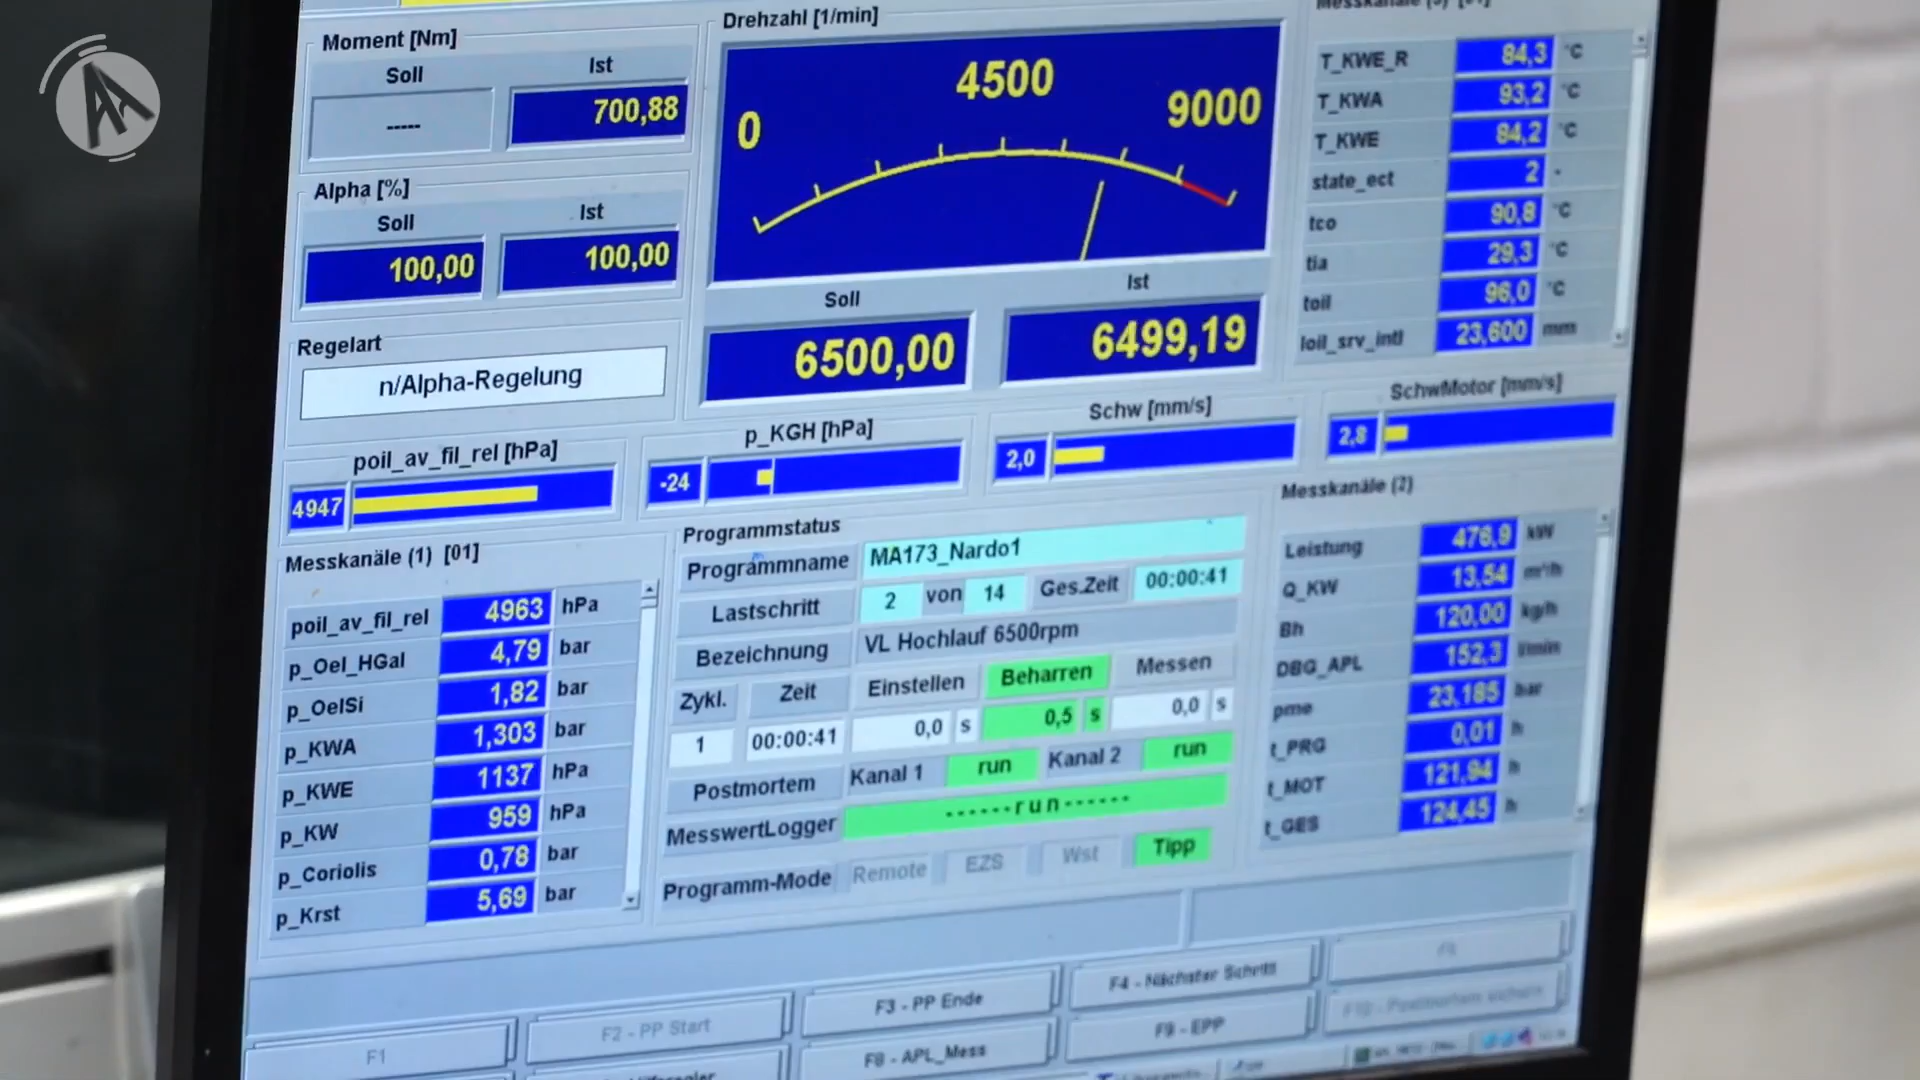 Moment [Nm]
Soll
Ist
-----
700,88
Alpha [%]
Soll
Ist
100,00
100,00
Regelart
n/Alpha-Regelung
Drehzahl [1/min]
0
4500
9000
Soll
Ist
6500,00
6499,19
T_KWE_R 84,3 °C
T_KWA 93,2 °C
T_KWE 84,2 °C
state_ect 2 -
tco 90,8 °C
tia 29,3 °C
toil 96,0 °C
loil_srv_intl 23,600 mm
poil_av_fil_rel [hPa]
4947
p_KGH [hPa]
-24
Schw [mm/s]
2,0
SchwMotor [mm/s]
2,8
Messkanäle (1) [01]
poil_av_fil_rel 4963 hPa
p_Oel_HGal 4,79 bar
p_OelSi 1,82 bar
p_KWA 1,303 bar
p_KWE 1137 hPa
p_KW 959 hPa
p_Coriolis 0,78 bar
p_Krst 5,69 bar
Programmstatus
Programmname MA173_Nardo1
Lastschritt 2 von 14 Ges.Zeit 00:00:41
Bezeichnung VL Hochlauf 6500rpm
Zykl. Zeit Einstellen Beharren Messen
1 00:00:41 0,0 s 0,5 s 0,0 s
Postmortem Kanal 1 run Kanal 2 run
MesswertLogger ------run------
Programm-Mode Remote EZS Wst Tipp
Messkanäle (2)
Leistung 476,9 kW
Q_KW 13,54 m³/h
Bh 120,00 kg/h
DBG_APL 152,3 l/min
pme 23,185 bar
t_PRG 0,01 h
t_MOT 121,94 h
t_GES 124,45 h
F1
F2 - PP Start
F3 - PP Ende
F4 - Nächster Schritt
F8 - APL_Mess
F9 - EPP